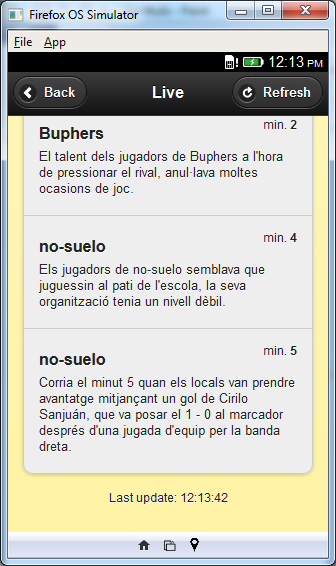 Firefox OS Simulator
File App
12:13 PM
Back Live Refresh
min. 2
Buphers
El talent dels jugadors de Buphers a l'hora
de pressionar el rival, anul·lava moltes
ocasions de joc.
min. 4
no-suelo
Els jugadors de no-suelo semblava que
juguessin al pati de l'escola, la seva
organització tenia un nivell dèbil.
min. 5
no-suelo
Corria el minut 5 quan els locals van prendre
avantatge mitjançant un gol de Cirilo
Sanjuán, que va posar el 1 - 0 al marcador
després d'una jugada d'equip per la banda
dreta.
Last update: 12:13:42